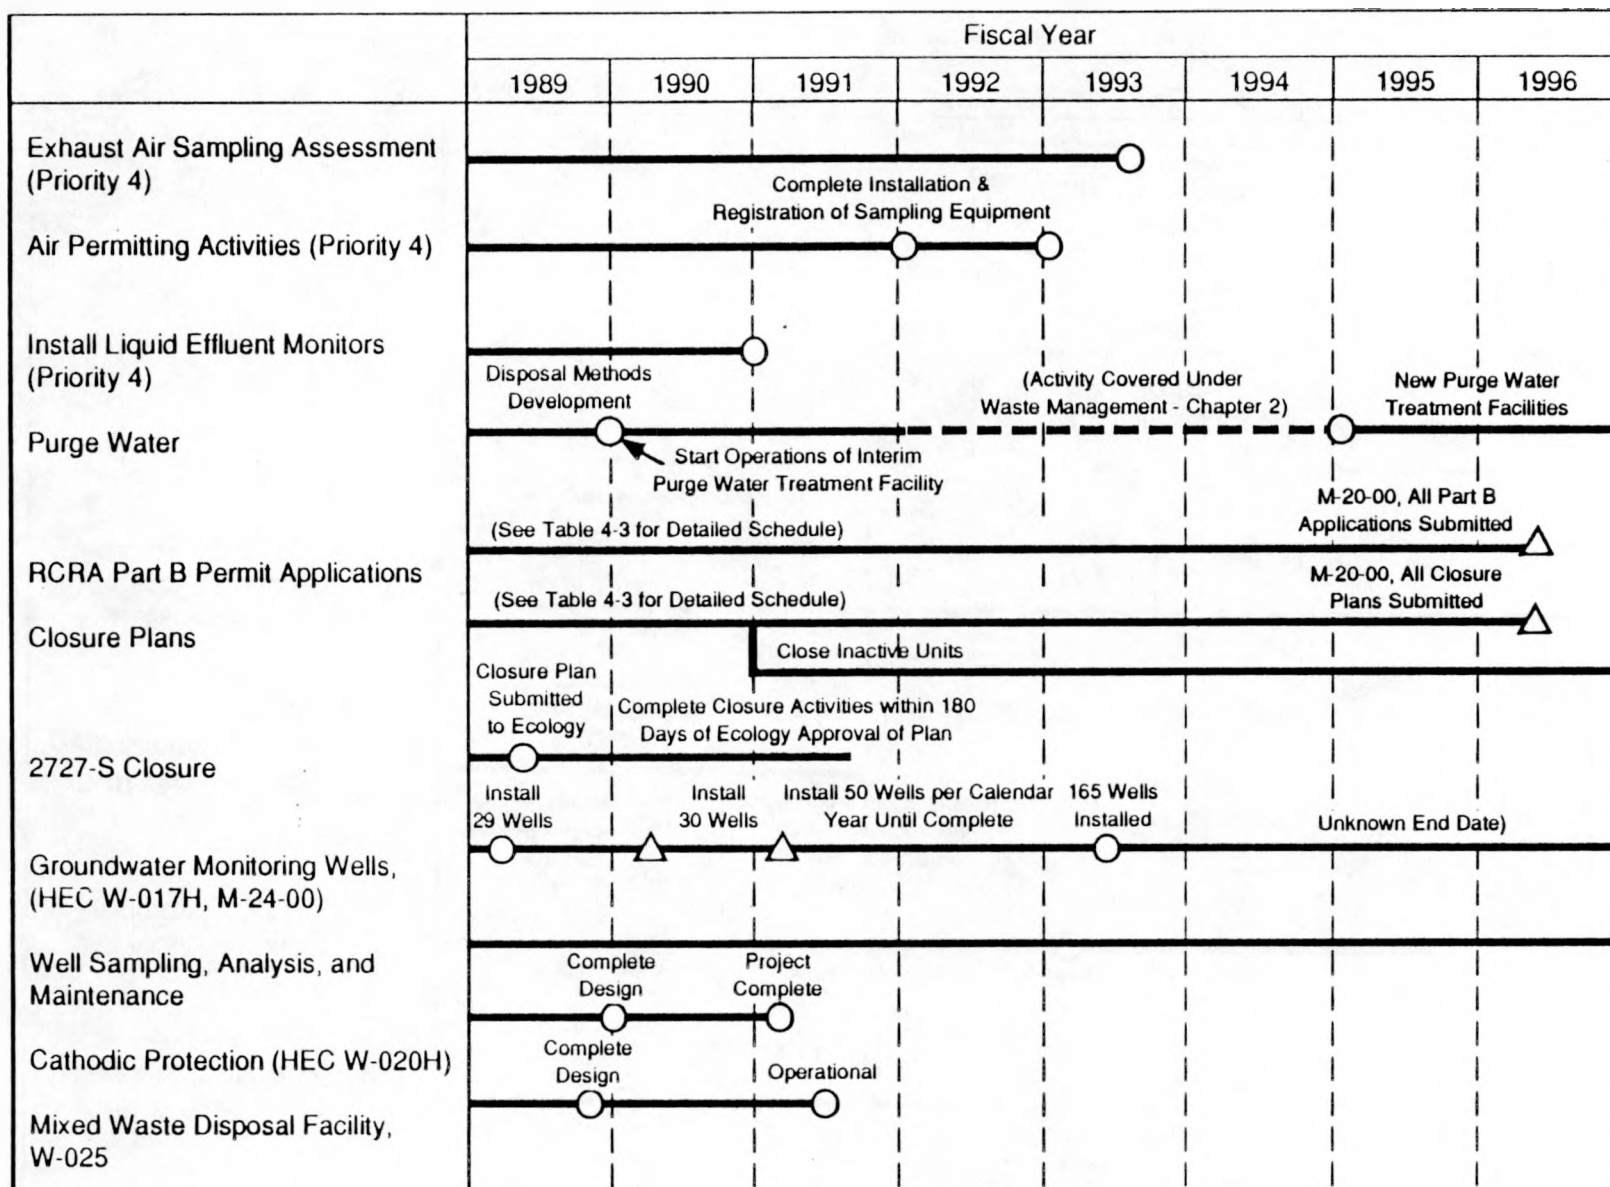 Fiscal Year
1989 1990 1991 1992 1993 1994 1995 1996
Exhaust Air Sampling Assessment
(Priority 4)
Complete Installation &
Registration of Sampling Equipment
Air Permitting Activities (Priority 4)
Install Liquid Effluent Monitors
(Priority 4)
Disposal Methods
Development
(Activity Covered Under
Waste Management - Chapter 2)
New Purge Water
Treatment Facilities
Purge Water
Start Operations of Interim
Purge Water Treatment Facility
(See Table 4-3 for Detailed Schedule)
M-20-00, All Part B
Applications Submitted
RCRA Part B Permit Applications
(See Table 4-3 for Detailed Schedule)
M-20-00, All Closure
Plans Submitted
Closure Plans
Close Inactive Units
Closure Plan
Submitted
to Ecology
Complete Closure Activities within 180
Days of Ecology Approval of Plan
2727-S Closure
Install
29 Wells
Install
30 Wells
Install 50 Wells per Calendar
Year Until Complete
165 Wells
Installed
Unknown End Date)
Groundwater Monitoring Wells,
(HEC W-017H, M-24-00)
Well Sampling, Analysis, and
Maintenance
Complete
Design
Project
Complete
Cathodic Protection (HEC W-020H)
Complete
Design
Operational
Mixed Waste Disposal Facility,
W-025